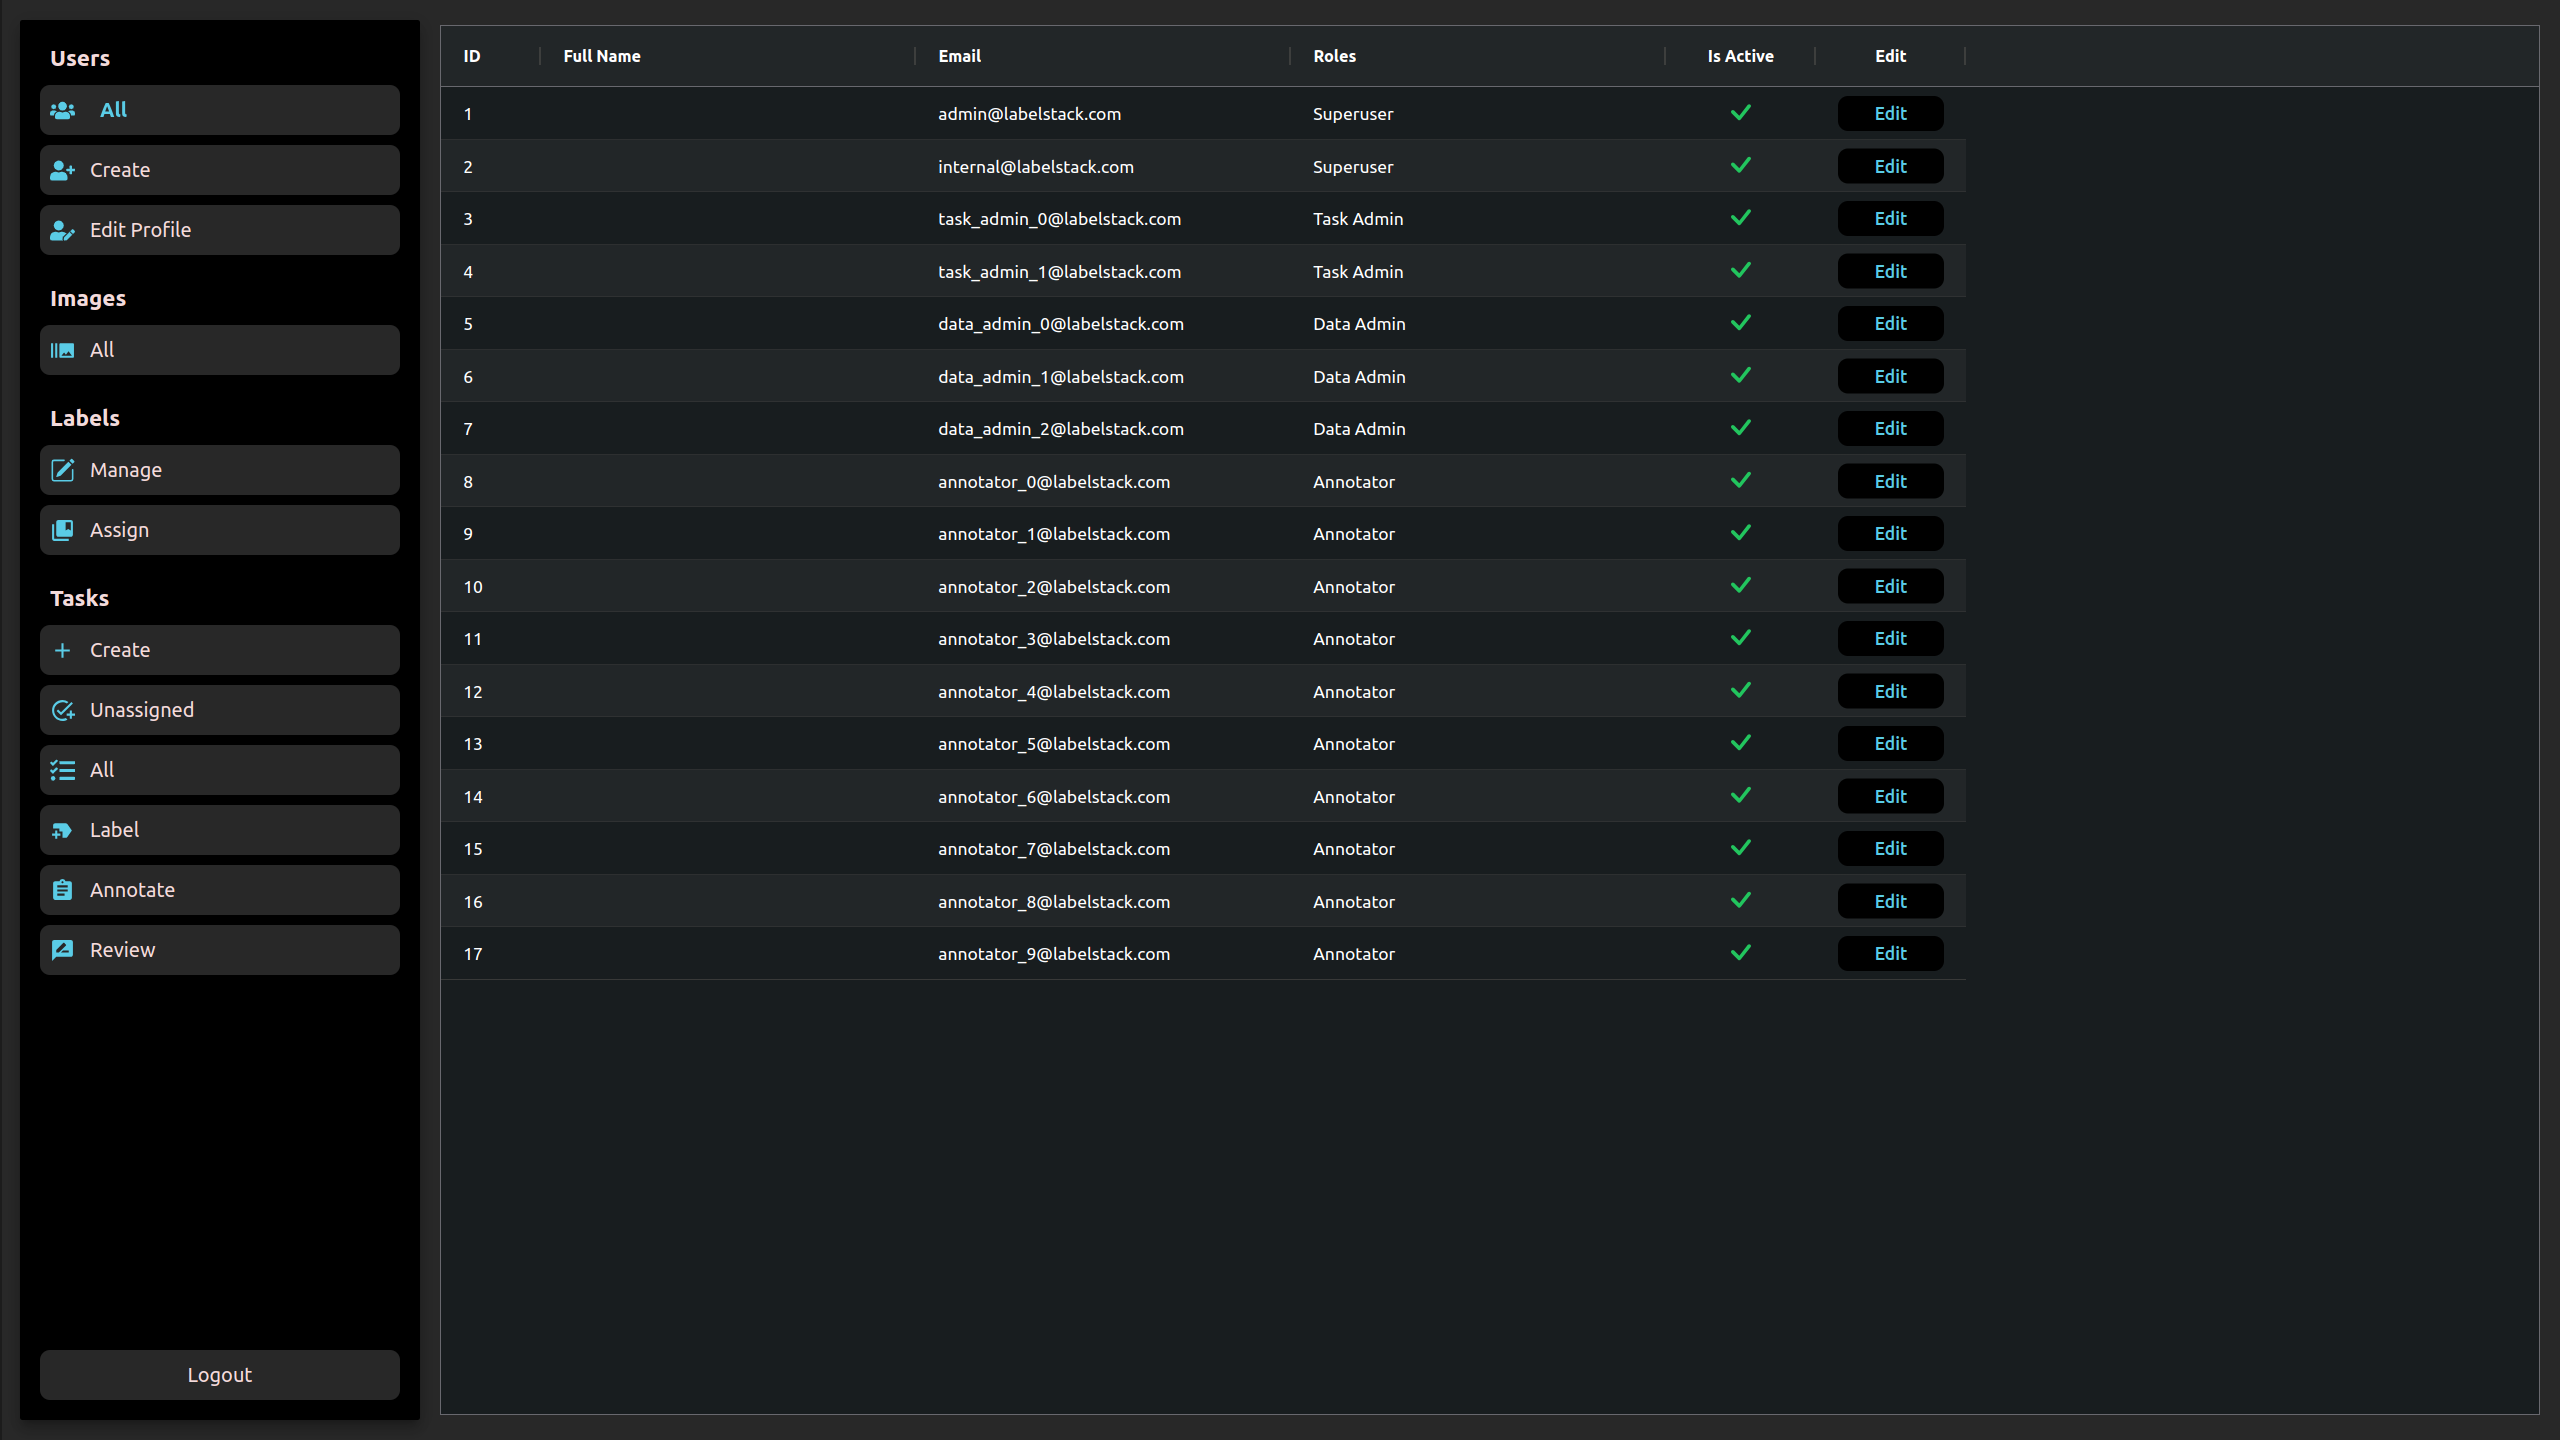 Users
All
Create
Edit Profile
Images
All
Labels
Manage
Assign
Tasks
Create
Unassigned
All
Label
Annotate
Review
Logout
ID Full Name Email Roles Is Active Edit
1 admin@labelstack.com Superuser Edit
2 internal@labelstack.com Superuser Edit
3 task_admin_0@labelstack.com Task Admin Edit
4 task_admin_1@labelstack.com Task Admin Edit
5 data_admin_0@labelstack.com Data Admin Edit
6 data_admin_1@labelstack.com Data Admin Edit
7 data_admin_2@labelstack.com Data Admin Edit
8 annotator_0@labelstack.com Annotator Edit
9 annotator_1@labelstack.com Annotator Edit
10 annotator_2@labelstack.com Annotator Edit
11 annotator_3@labelstack.com Annotator Edit
12 annotator_4@labelstack.com Annotator Edit
13 annotator_5@labelstack.com Annotator Edit
14 annotator_6@labelstack.com Annotator Edit
15 annotator_7@labelstack.com Annotator Edit
16 annotator_8@labelstack.com Annotator Edit
17 annotator_9@labelstack.com Annotator Edit